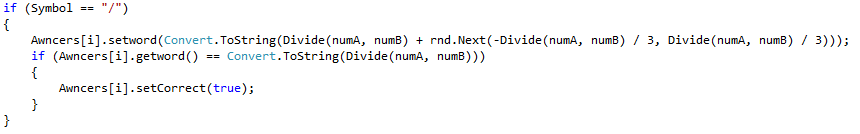 if (Symbol == "/")
{
Awncers[i].setword(Convert.ToString(Divide(numA, numB) + rnd.Next(-Divide(numA, numB) / 3, Divide(numA, numB) / 3)));
if (Awncers[i].getword() == Convert.ToString(Divide(numA, numB)))
{
Awncers[i].setCorrect(true);
}
}